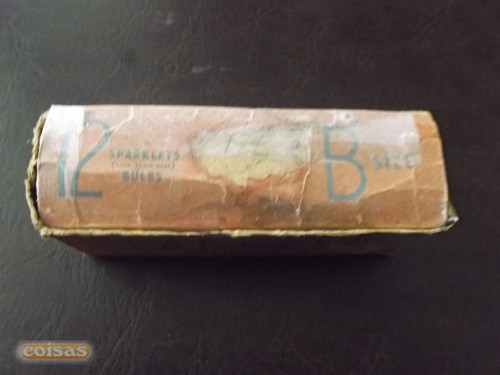 12
SPARKLETS
BULBS
B SIZE
coisas